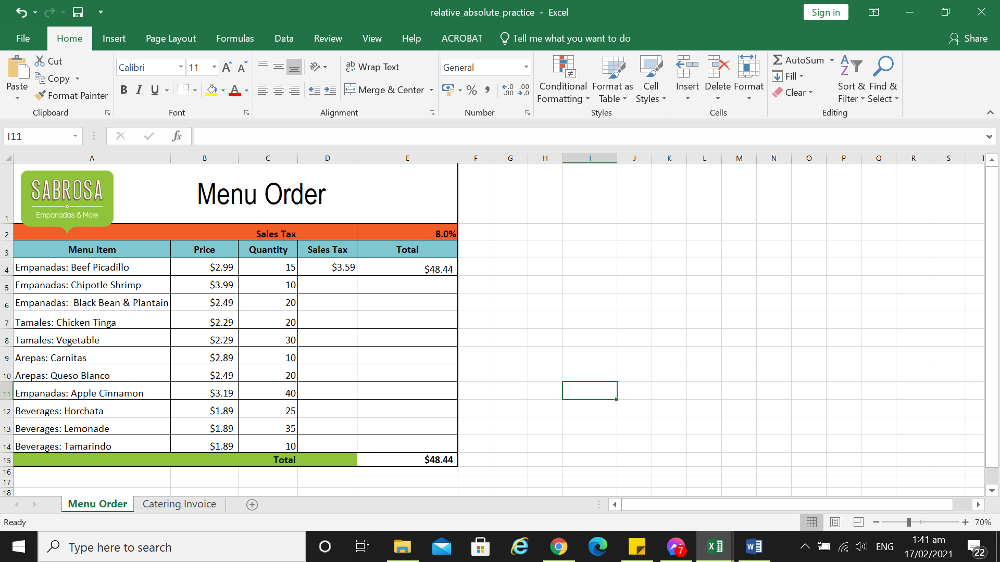 relative_absolute_practice - Excel
Sign in
File Home Insert Page Layout Formulas Data Review View Help ACROBAT Tell me what you want to do Share
Paste
Cut
Copy
Format Painter
Clipboard
Calibri 11
B I U
Font
Wrap Text
Merge & Center
Alignment
General
Number
Conditional Formatting
Format as Table
Cell Styles
Styles
Insert Delete Format
Cells
AutoSum
Fill
Clear
Sort & Filter
Find & Select
Editing
I11
fx
A B C D E F G H I J K L M N O P Q R S T
SABROSA
Empanadas & More
Menu Order
1
2 Sales Tax 8.0%
3 Menu Item Price Quantity Sales Tax Total
4 Empanadas: Beef Picadillo $2.99 15 $3.59 $48.44
5 Empanadas: Chipotle Shrimp $3.99 10
6 Empanadas: Black Bean & Plantain $2.49 20
7 Tamales: Chicken Tinga $2.29 20
8 Tamales: Vegetable $2.29 30
9 Arepas: Carnitas $2.89 10
10 Arepas: Queso Blanco $2.49 20
11 Empanadas: Apple Cinnamon $3.19 40
12 Beverages: Horchata $1.89 25
13 Beverages: Lemonade $1.89 35
14 Beverages: Tamarindo $1.89 10
15 Total $48.44
16
17
18
Menu Order Catering Invoice
Ready
70%
Type here to search
7
ENG
1:41 am
17/02/2021
22